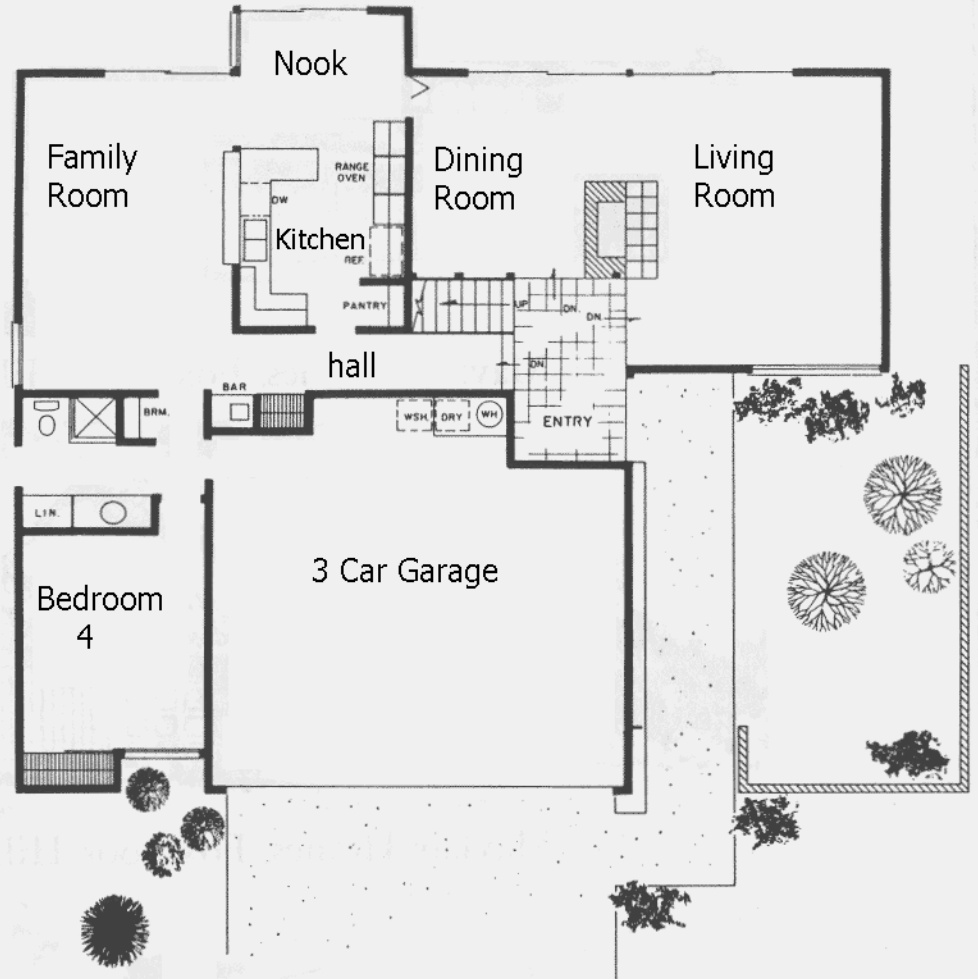 Nook
Family
Room
RANGE
OVEN
Dining
Room
Living
Room
DW
Kitchen
REF.
PANTRY
UP
DN.
DN.
hall
DN.
BAR
BRM.
WSH.
DRY
WH
ENTRY
LIN.
3 Car Garage
Bedroom
4